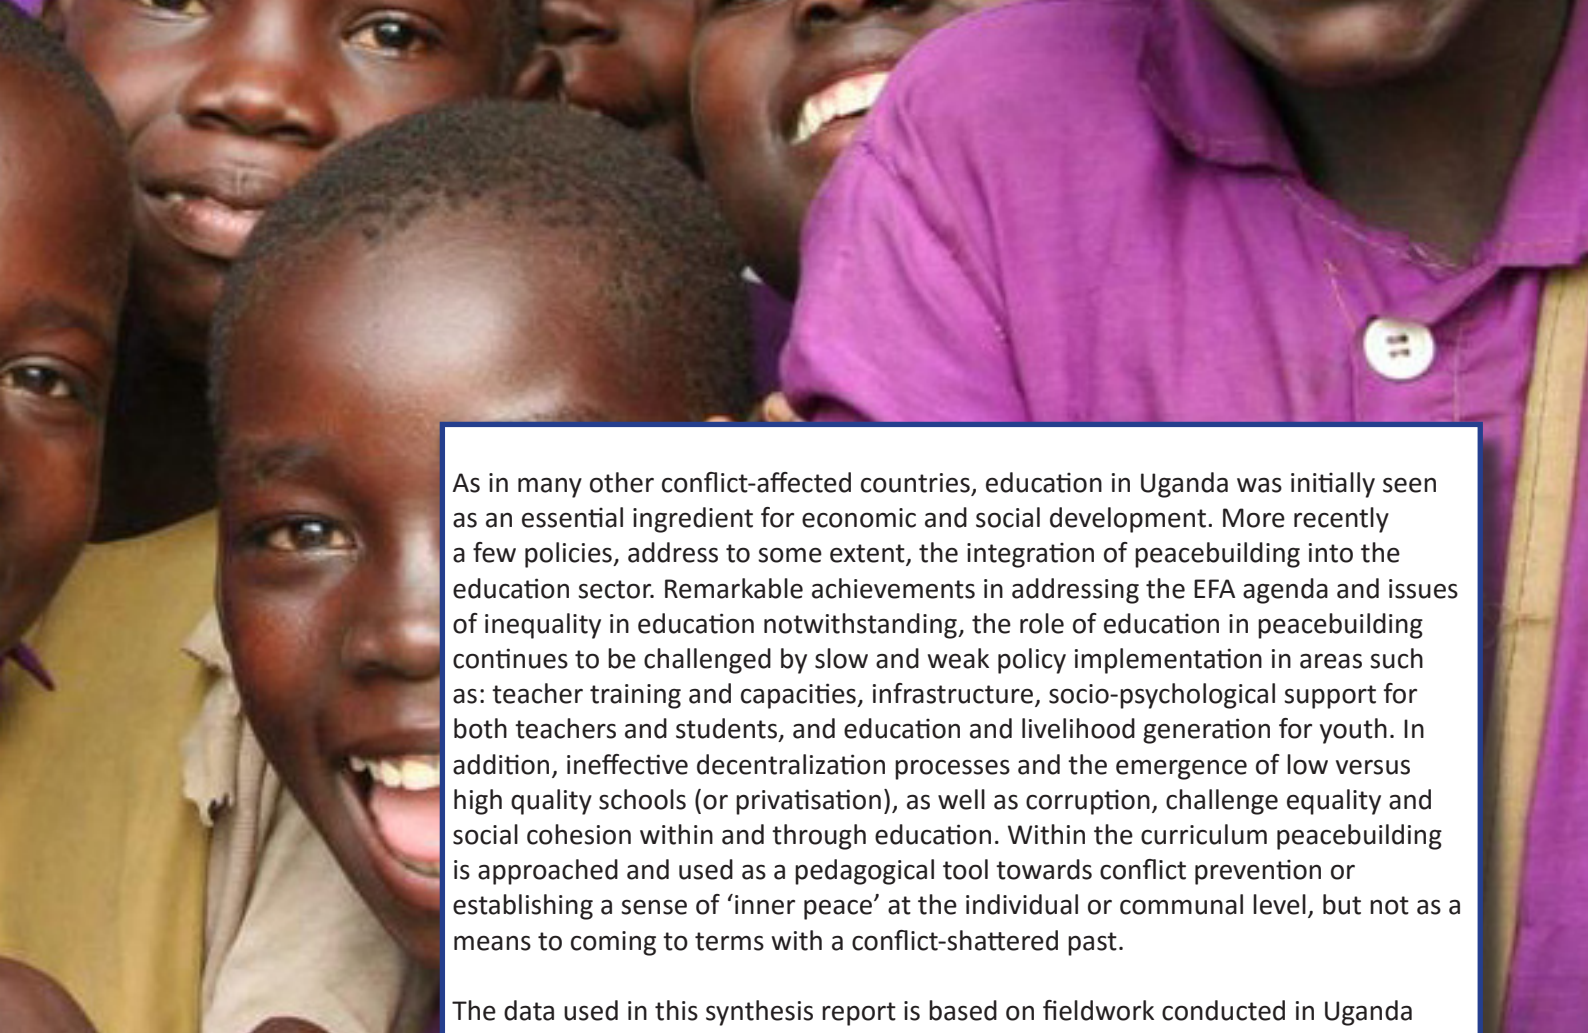 As in many other conflict-affected countries, education in Uganda was initially seen
as an essential ingredient for economic and social development. More recently
a few policies, address to some extent, the integration of peacebuilding into the
education sector. Remarkable achievements in addressing the EFA agenda and issues
of inequality in education notwithstanding, the role of education in peacebuilding
continues to be challenged by slow and weak policy implementation in areas such
as: teacher training and capacities, infrastructure, socio-psychological support for
both teachers and students, and education and livelihood generation for youth. In
addition, ineffective decentralization processes and the emergence of low versus
high quality schools (or privatisation), as well as corruption, challenge equality and
social cohesion within and through education. Within the curriculum peacebuilding
is approached and used as a pedagogical tool towards conflict prevention or
establishing a sense of ‘inner peace’ at the individual or communal level, but not as a
means to coming to terms with a conflict-shattered past.
The data used in this synthesis report is based on fieldwork conducted in Uganda